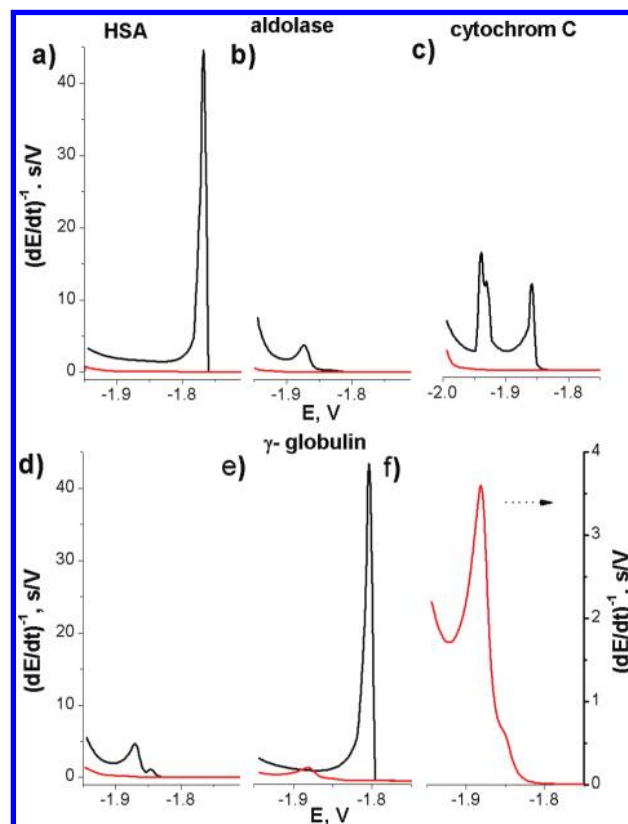 HSA
aldolase
cytochrom C
a)
b)
c)
(dE/dt)⁻¹ . s/V
40
30
20
10
0
-1.9
-1.8
-1.9
-1.8
-2.0
-1.9
-1.8
E, V
γ- globulin
d)
e)
f)
(dE/dt)⁻¹, s/V
40
30
20
10
0
4
3
2
1
0
(dE/dt)⁻¹ . s/V
-1.9
-1.8
-1.9
-1.8
-1.9
-1.8
E, V